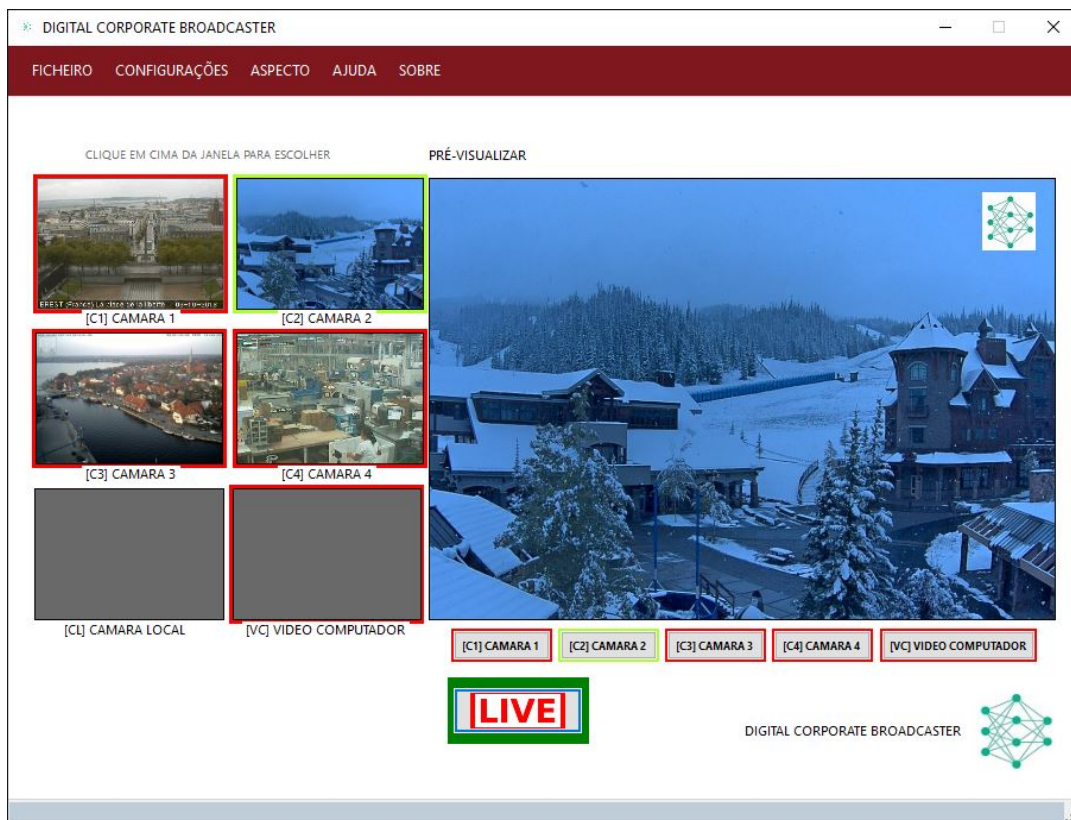 DIGITAL CORPORATE BROADCASTER
FICHEIRO CONFIGURAÇÕES ASPECTO AJUDA SOBRE
CLIQUE EM CIMA DA JANELA PARA ESCOLHER
PRÉ-VISUALIZAR
[C1] CAMARA 1
[C2] CAMARA 2
[C3] CAMARA 3
[C4] CAMARA 4
[CL] CAMARA LOCAL
[VC] VIDEO COMPUTADOR
[C1] CAMARA 1
[C2] CAMARA 2
[C3] CAMARA 3
[C4] CAMARA 4
[VC] VIDEO COMPUTADOR
[LIVE]
DIGITAL CORPORATE BROADCASTER